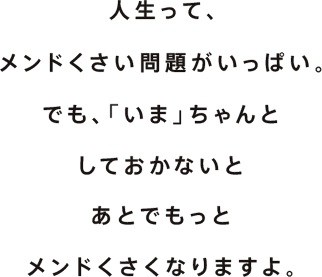 人生って、
メンドくさい問題がいっぱい。
でも、「いま」ちゃんと
しておかないと
あとでもっと
メンドくさくなりますよ。